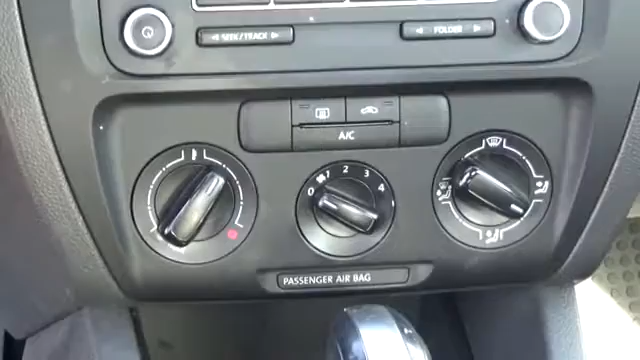 ◁ SEEK/TRACK ▷
◁ FOLDER ▷
A/C
0 1 2 3 4
PASSENGER AIR BAG